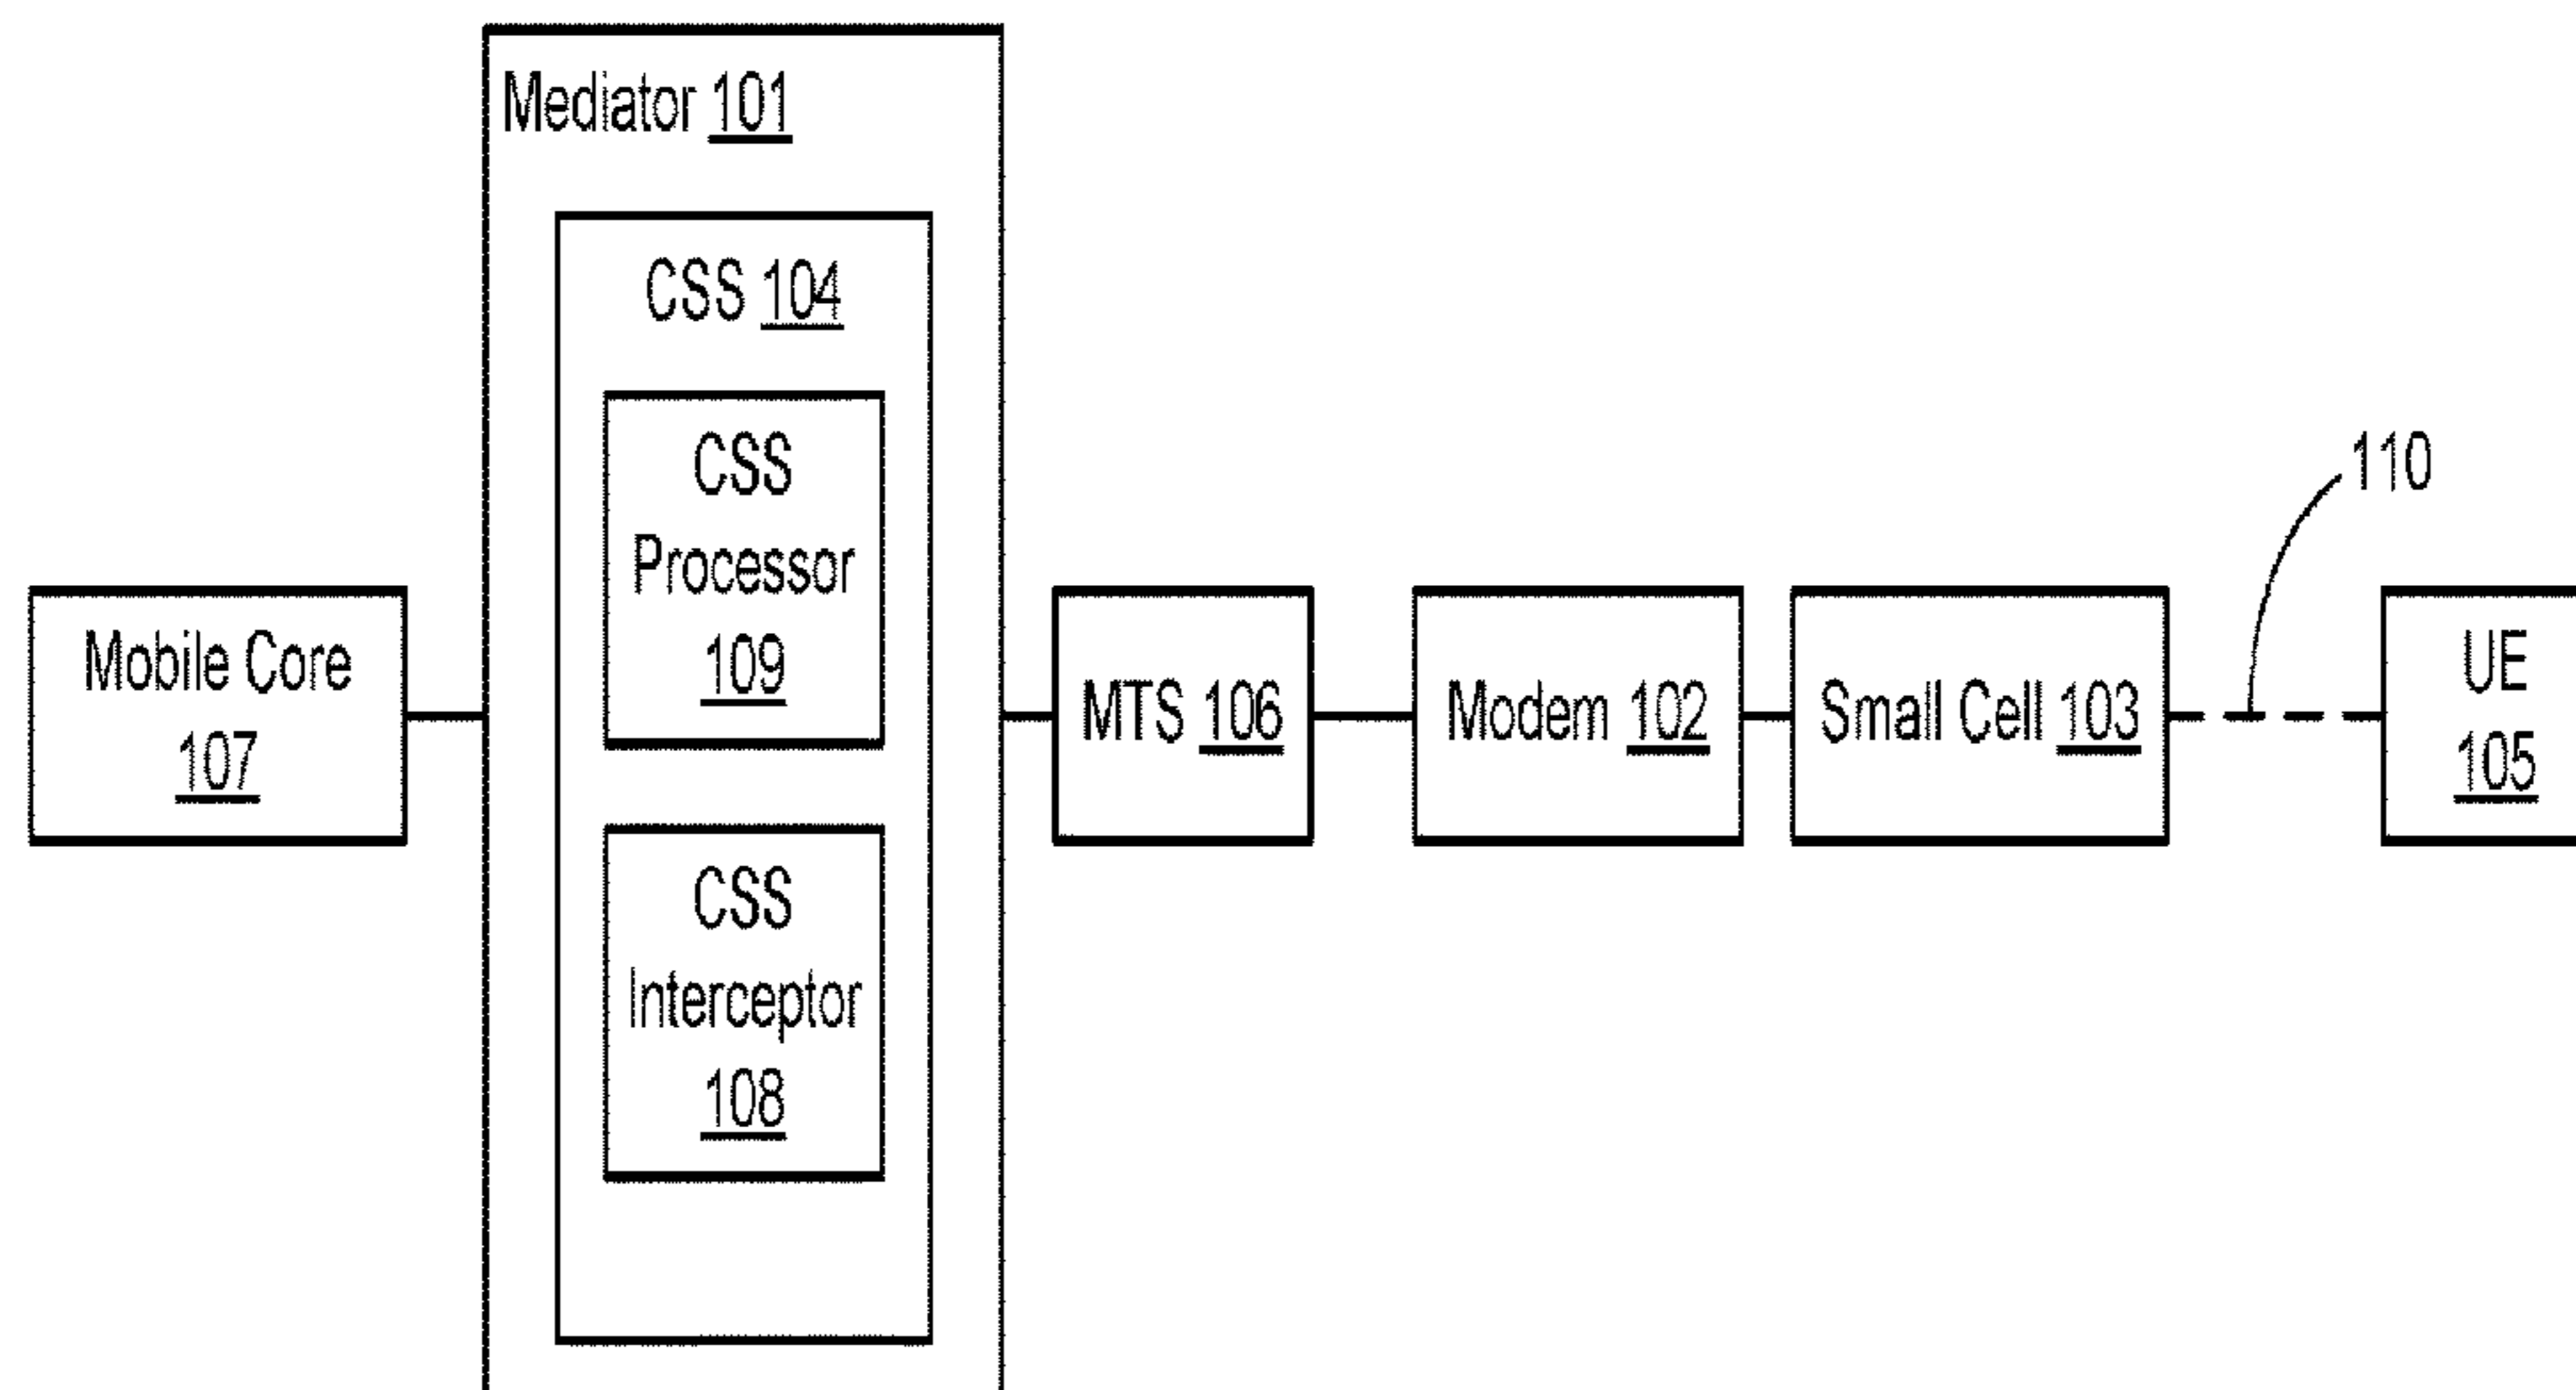 Mediator 101
CSS 104
CSS
Processor
109
CSS
Interceptor
108
Mobile Core
107
MTS 106
Modem 102
Small Cell 103
110
UE
105